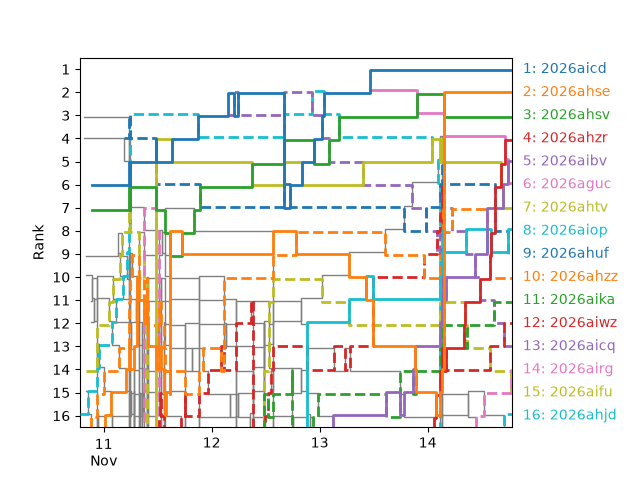 1
2
3
4
5
6
7
8
9
10
11
12
13
14
15
16
Rank
11
12
13
14
Nov
1: 2026aicd
2: 2026ahse
3: 2026ahsv
4: 2026ahzr
5: 2026aibv
6: 2026aguc
7: 2026ahtv
8: 2026aiop
9: 2026ahuf
10: 2026ahzz
11: 2026aika
12: 2026aiwz
13: 2026aicq
14: 2026airg
15: 2026aifu
16: 2026ahjd